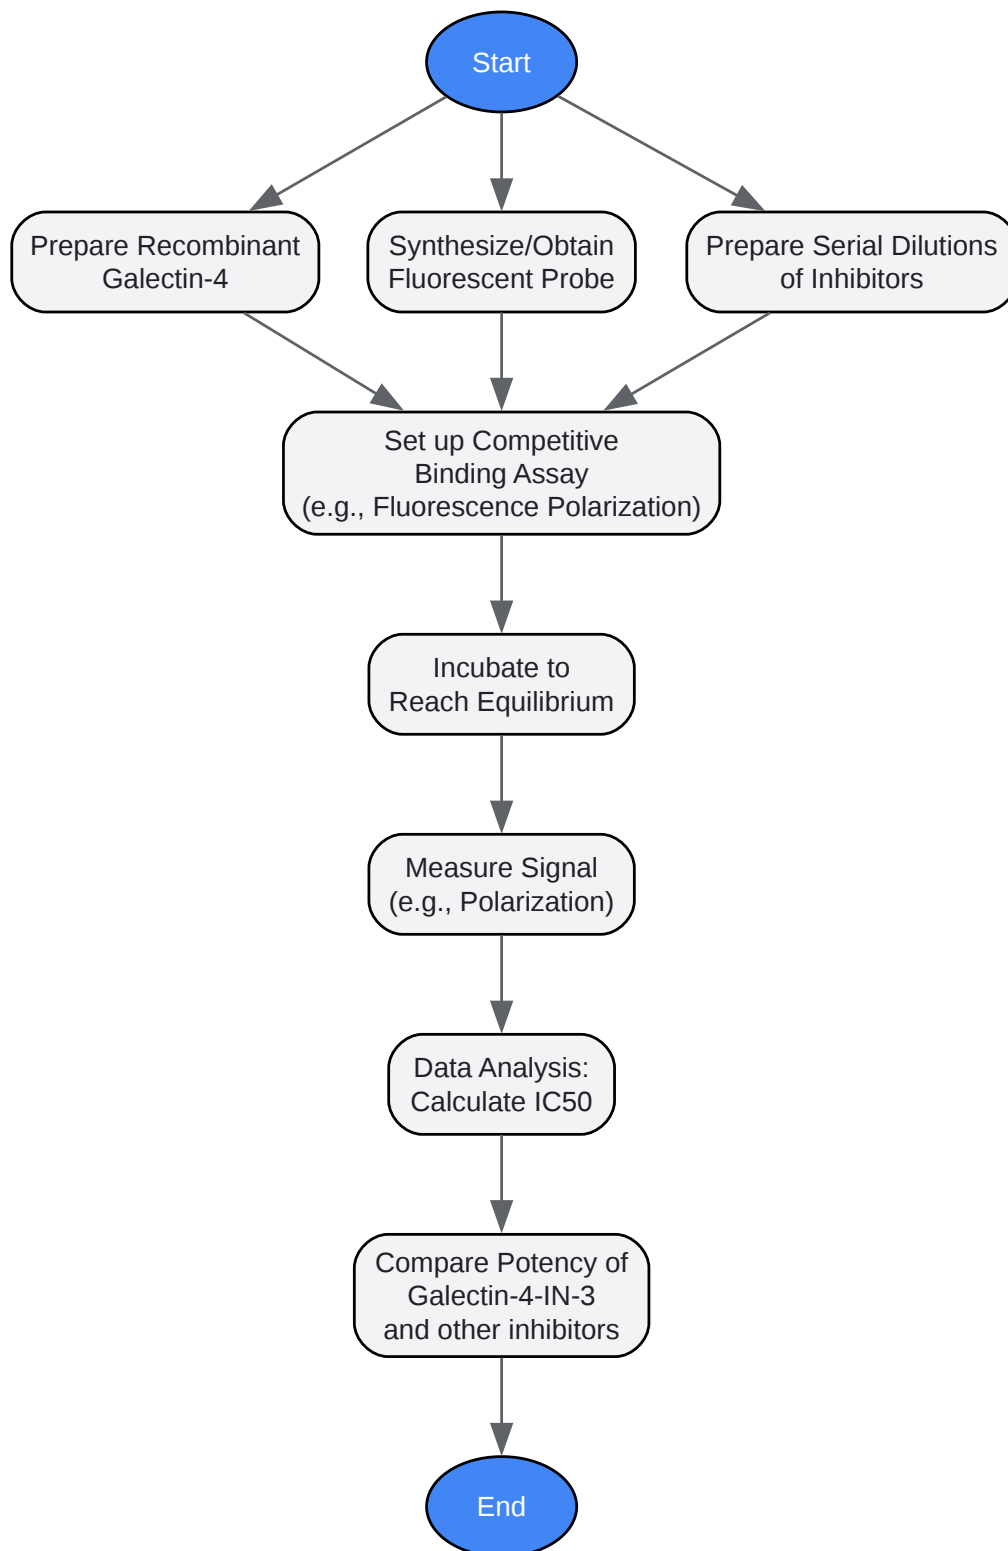 Start
Prepare Recombinant
Galectin-4
Synthesize/Obtain
Fluorescent Probe
Prepare Serial Dilutions
of Inhibitors
Set up Competitive
Binding Assay
(e.g., Fluorescence Polarization)
Incubate to
Reach Equilibrium
Measure Signal
(e.g., Polarization)
Data Analysis:
Calculate IC50
Compare Potency of
Galectin-4-IN-3
and other inhibitors
End